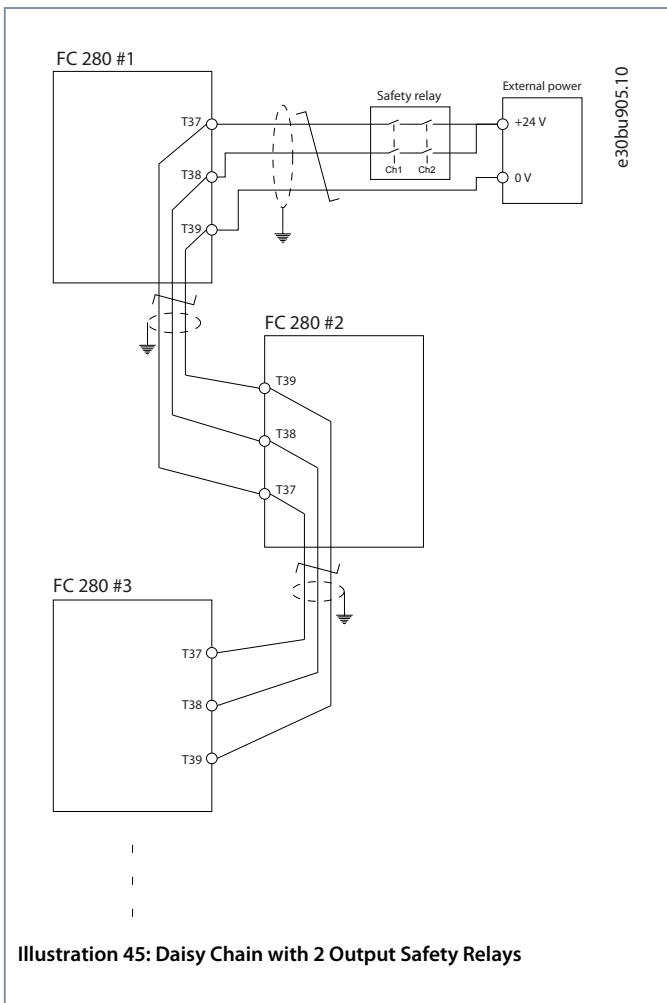 FC 280 #1
T37
T38
T39
Safety relay
Ch1 Ch2
External power
+24 V
0 V
e30bu905.10
FC 280 #2
T39
T38
T37
FC 280 #3
T37
T38
T39
Illustration 45: Daisy Chain with 2 Output Safety Relays